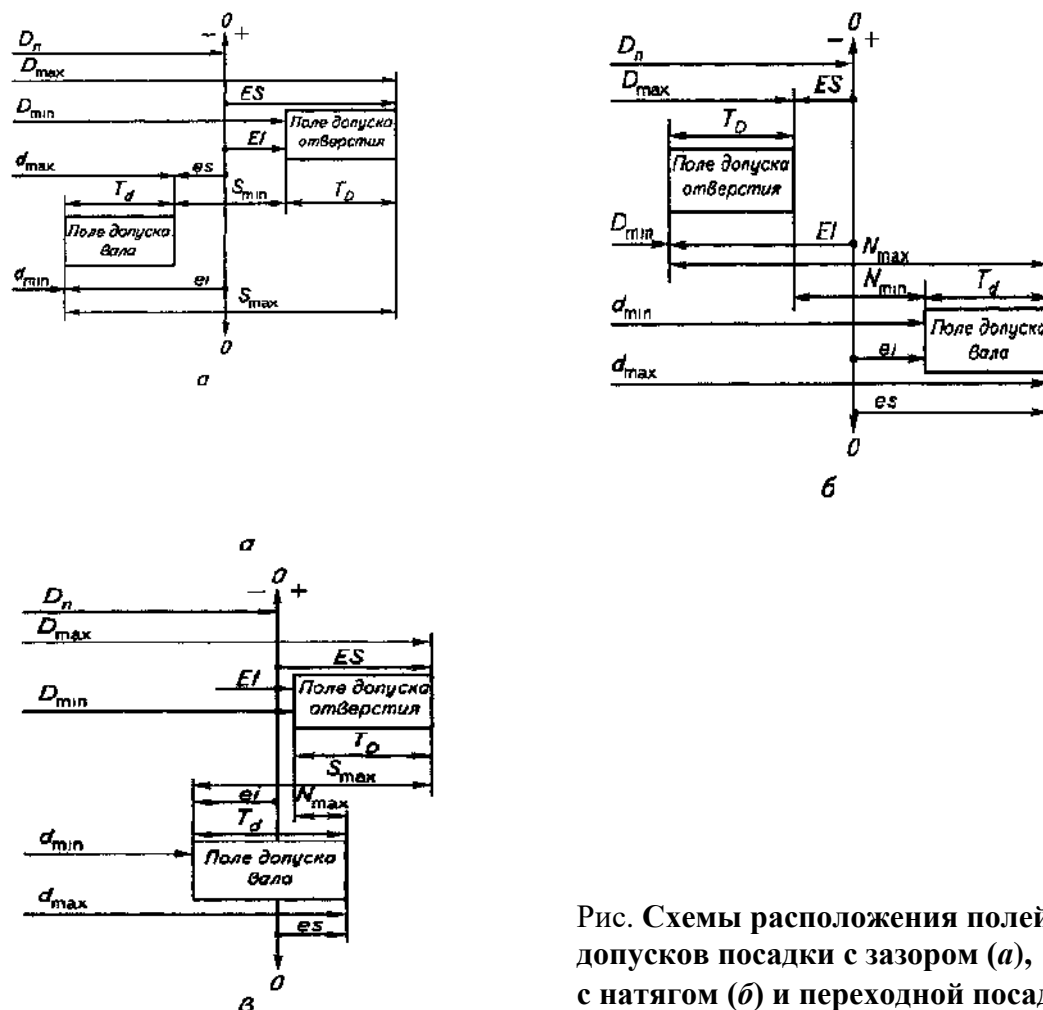 0
− +
D_n
D_max
ES
D_min
Поле допуска
отверстия
EI
d_max
es
T_d
S_min
T_D
Поле допуска
вала
d_min
ei
S_max
0
а
0
− +
D_n
D_max
ES
T_D
Поле допуска
отверстия
D_min
EI
N_max
N_min
T_d
d_min
Поле допуска
вала
ei
d_max
es
0
б
а
0
− +
D_n
D_max
ES
EI
Поле допуска
отверстия
D_min
T_D
S_max
ei
N_max
T_d
d_min
Поле допуска
вала
d_max
es
0
в
Рис. Схемы расположения полей
допусков посадки с зазором (а),
с натягом (б) и переходной посад